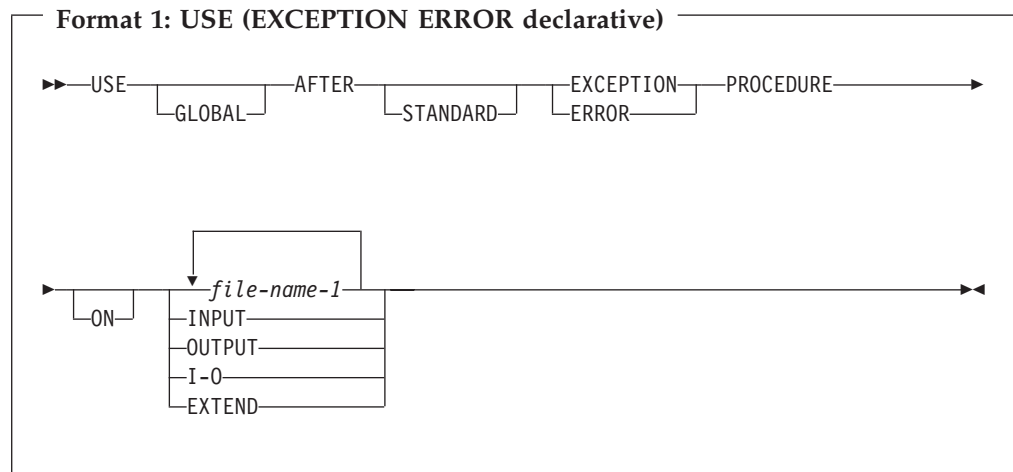 Format 1: USE (EXCEPTION ERROR declarative)
USE AFTER EXCEPTION PROCEDURE
GLOBAL STANDARD ERROR
file-name-1
ON INPUT
OUTPUT
I-O
EXTEND